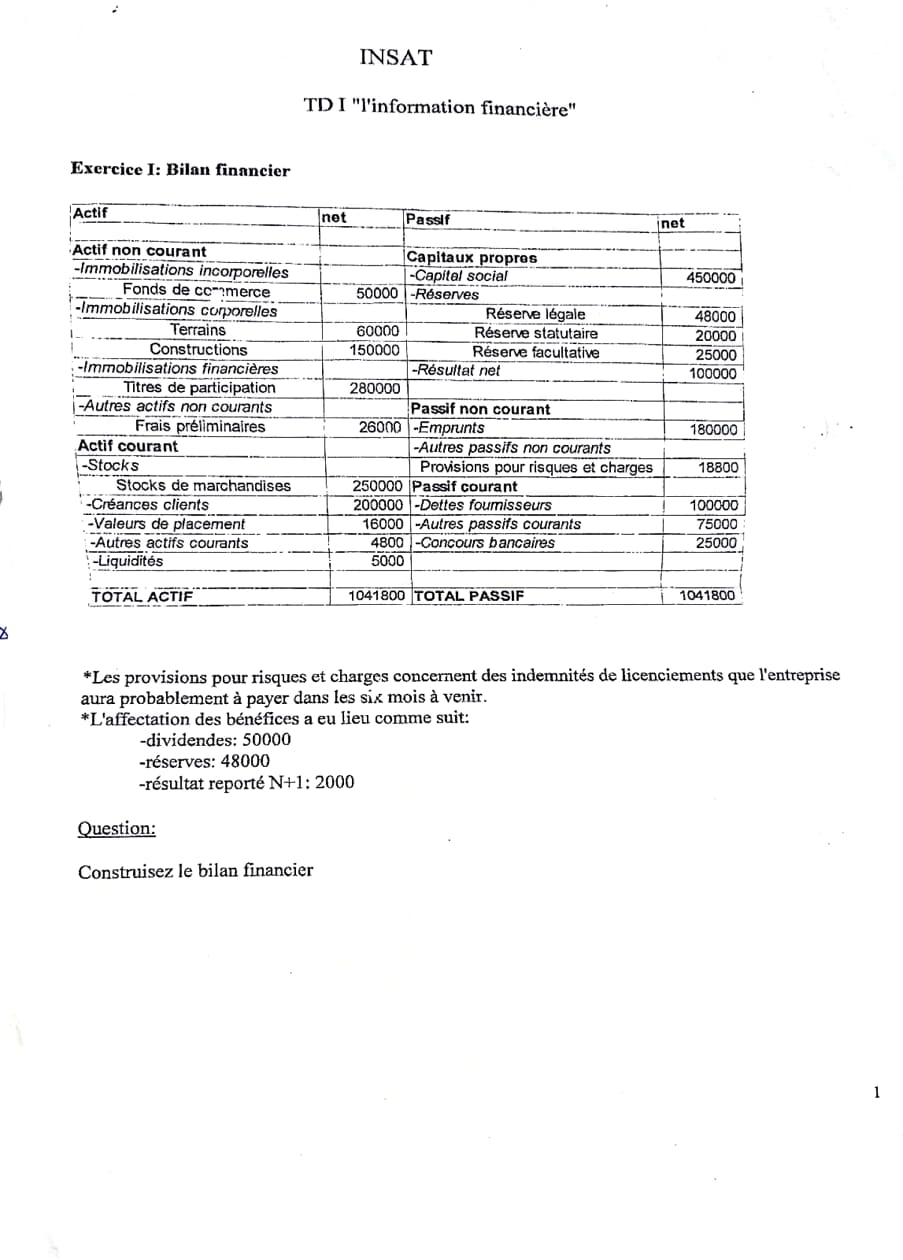 INSAT
TD I "l'information financière"
Exercice I: Bilan financier
Actif net Passif net
Actif non courant Capitaux propres
-Immobilisations incorporelles -Capital social 450000
Fonds de commerce 50000 -Réserves
-Immobilisations corporelles Réserve légale 48000
Terrains 60000 Réserve statutaire 20000
Constructions 150000 Réserve facultative 25000
-Immobilisations financières -Résultat net 100000
Titres de participation 280000
-Autres actifs non courants Passif non courant
Frais préliminaires 26000 -Emprunts 180000
Actif courant -Autres passifs non courants
-Stocks Provisions pour risques et charges 18800
Stocks de marchandises 250000 Passif courant
-Créances clients 200000 -Dettes fournisseurs 100000
-Valeurs de placement 16000 -Autres passifs courants 75000
-Autres actifs courants 4800 -Concours bancaires 25000
-Liquidités 5000
TOTAL ACTIF 1041800 TOTAL PASSIF 1041800
*Les provisions pour risques et charges concernent des indemnités de licenciements que l'entreprise
aura probablement à payer dans les six mois à venir.
*L'affectation des bénéfices a eu lieu comme suit:
-dividendes: 50000
-réserves: 48000
-résultat reporté N+1: 2000
Question:
Construisez le bilan financier
1